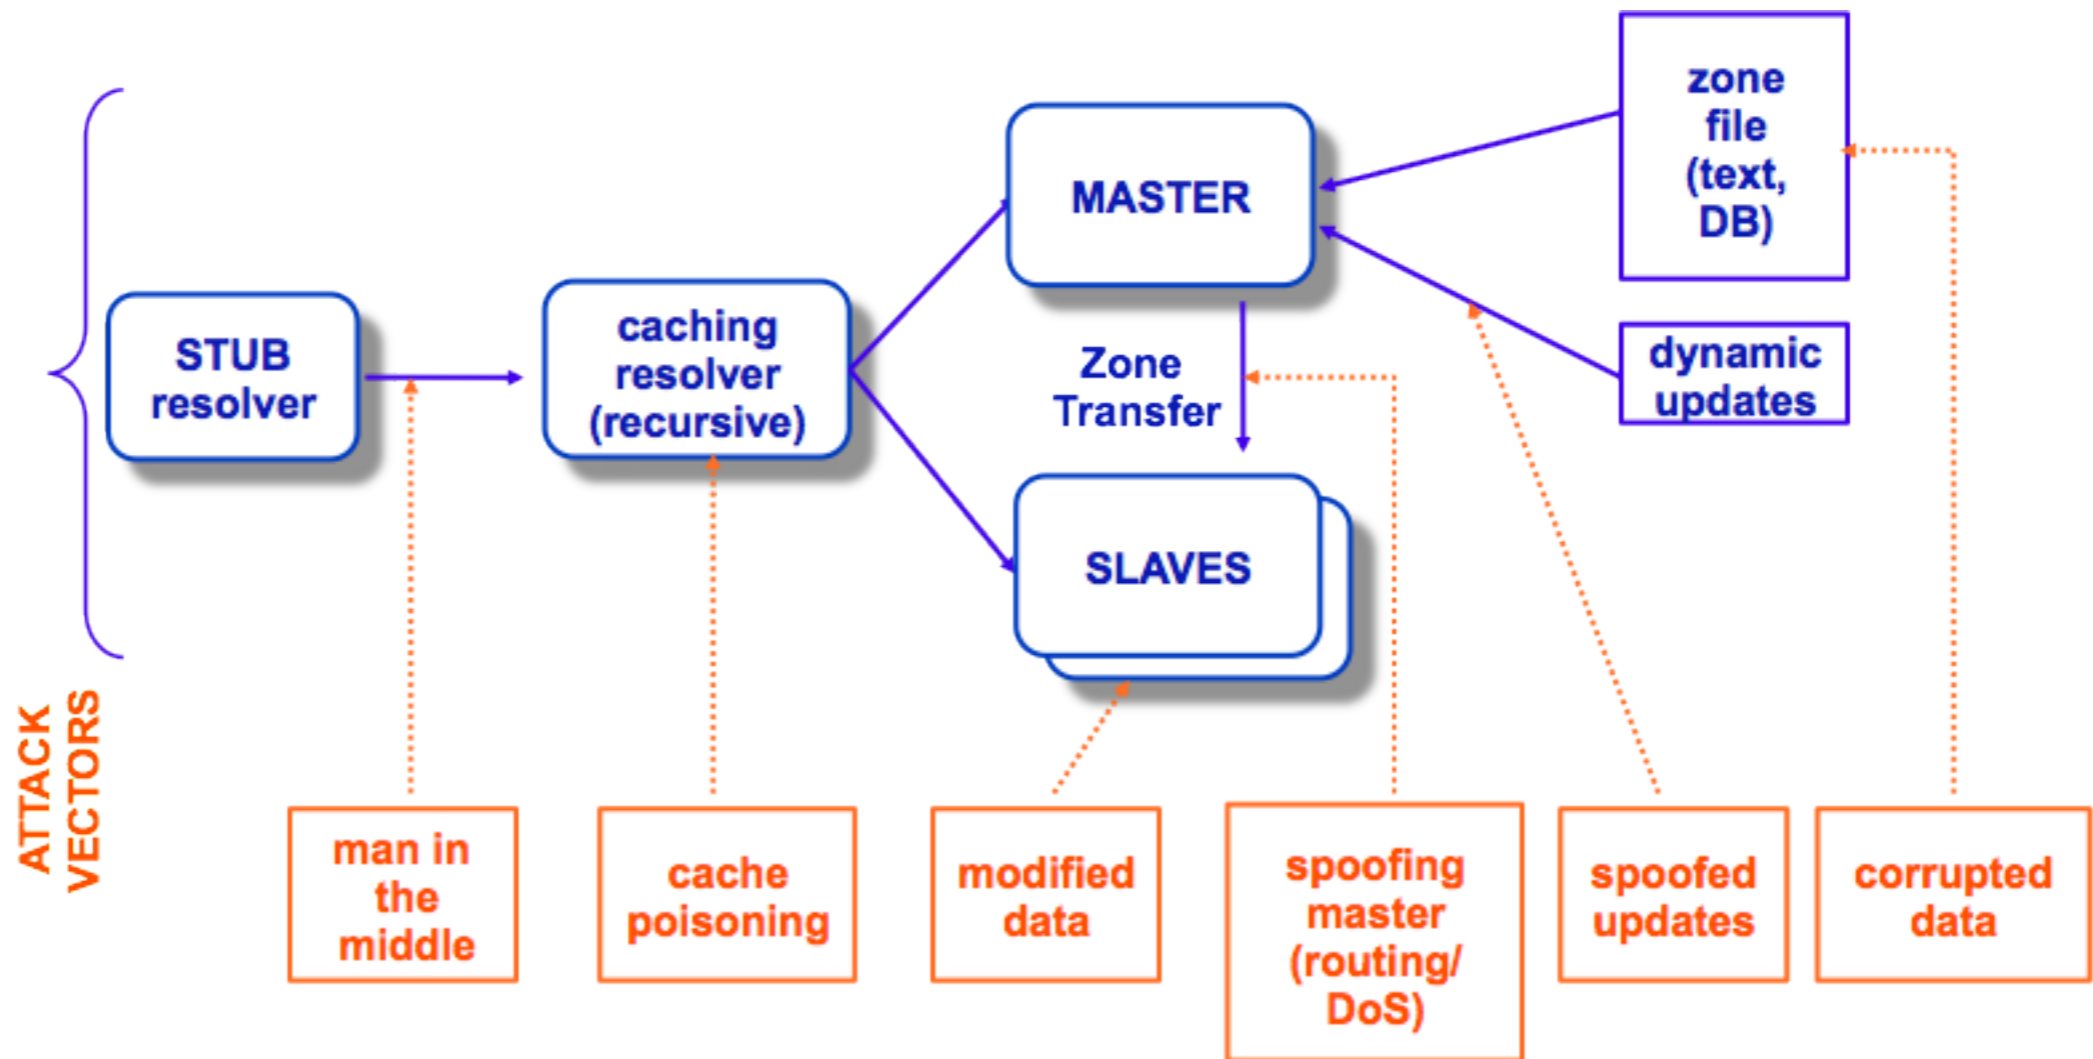 zone
file
(text,
DB)
MASTER
STUB
resolver
caching
resolver
(recursive)
Zone
Transfer
dynamic
updates
SLAVES
ATTACK
VECTORS
man in
the
middle
cache
poisoning
modified
data
spoofing
master
(routing/
DoS)
spoofed
updates
corrupted
data